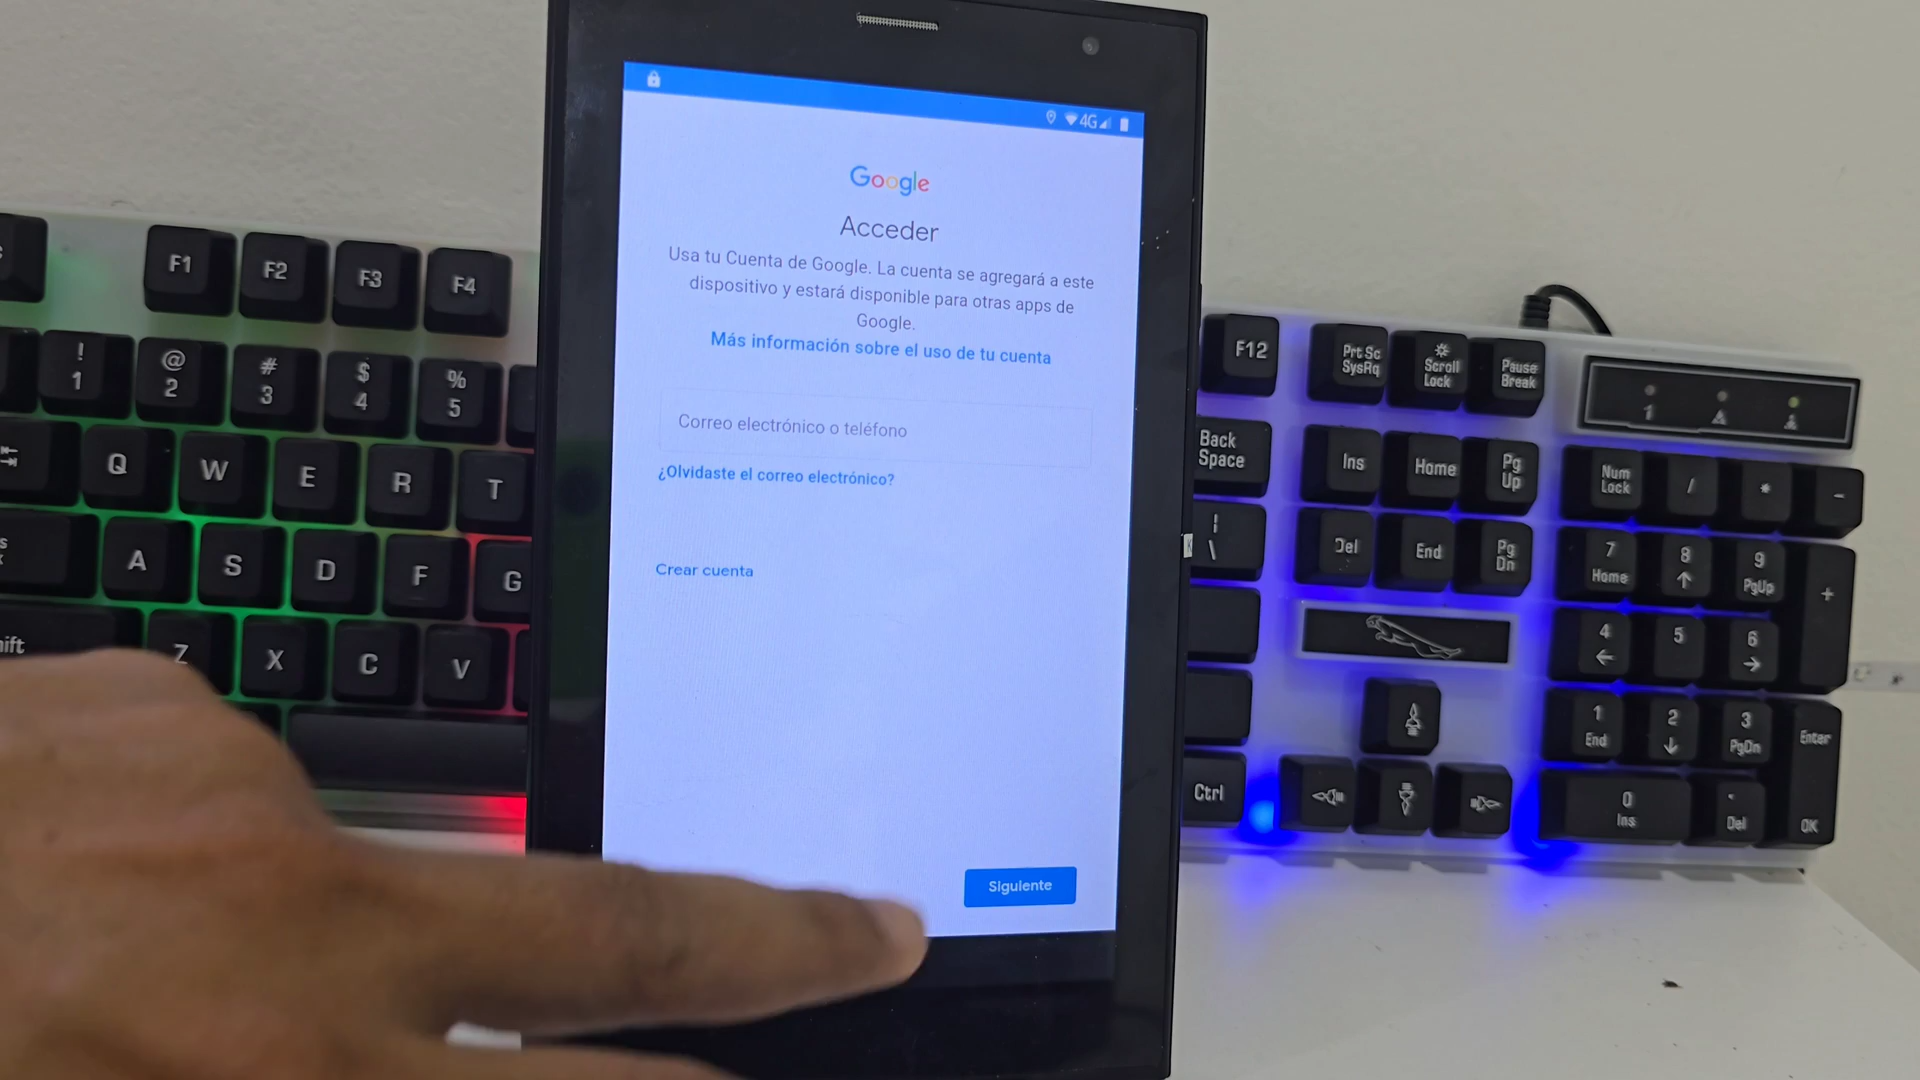 4G
Google
Acceder
Usa tu Cuenta de Google. La cuenta se agregará a este
dispositivo y estará disponible para otras apps de
Google.
Más información sobre el uso de tu cuenta
Correo electrónico o teléfono
¿Olvidaste el correo electrónico?
Crear cuenta
Siguiente
F1 F2 F3 F4
! @ # $ %
1 2 3 4 5
Q W E R T
A S D F G
ift Z X C V
F12
Prt Sc
SysRq
Scroll
Lock
Pause
Break
1 A
Back
Space
Ins
Home
Pg
Up
Num
Lock
/ * -
¦
\
Del
End
Pg
Dn
7
Home
8
9
PgUp
+
4
5
6
1
End
2
3
PgDn
Enter
OK
Ctrl
0
Ins
.
Del